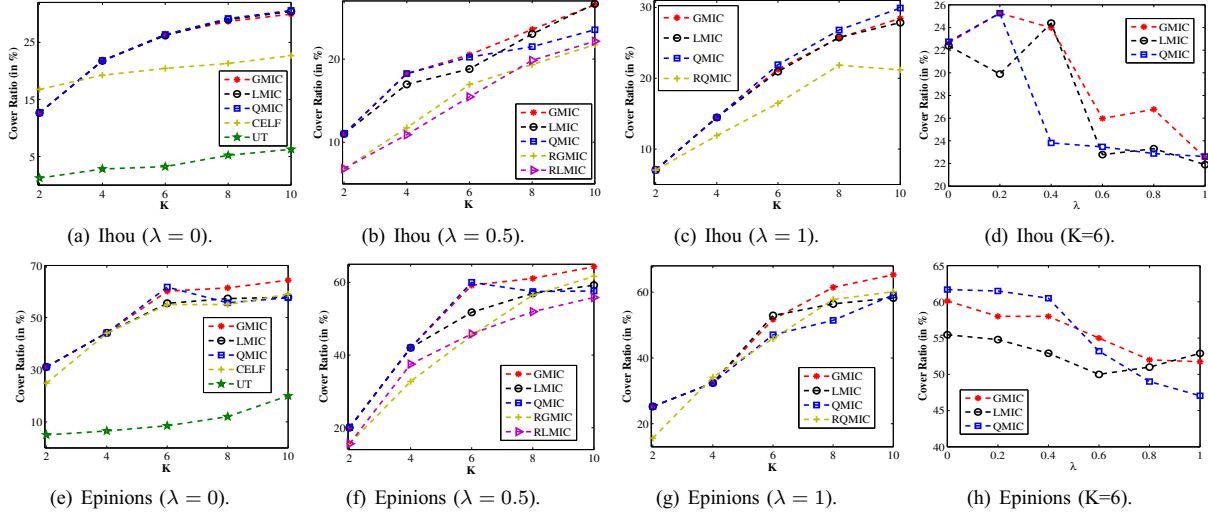 Cover Ratio (in %)
25
15
5
2 4 6 8 10
K
GMIC
LMIC
QMIC
CELF
UT
(a) Ihou (λ = 0).
Cover Ratio (in %)
20
10
2 4 6 8 10
K
GMIC
LMIC
QMIC
RGMIC
RLMIC
(b) Ihou (λ = 0.5).
Cover Ratio (in %)
30
20
10
2 4 6 8 10
K
GMIC
LMIC
QMIC
RQMIC
(c) Ihou (λ = 1).
Cover Ratio (in %)
26
24
22
20
28
26
24
22
20
0 0.2 0.4 0.6 0.8 1
λ
GMIC
LMIC
QMIC
(d) Ihou (K=6).
Cover Ratio (in %)
70
50
30
10
2 4 6 8 10
K
GMIC
LMIC
QMIC
CELF
UT
(e) Epinions (λ = 0).
Cover Ratio (in %)
60
40
20
2 4 6 8 10
K
GMIC
LMIC
QMIC
RGMIC
RLMIC
(f) Epinions (λ = 0.5).
Cover Ratio (in %)
60
40
20
2 4 6 8 10
K
GMIC
LMIC
QMIC
RQMIC
(g) Epinions (λ = 1).
Cover Ratio (in %)
65
60
55
50
45
40
0 0.2 0.4 0.6 0.8 1
λ
GMIC
LMIC
QMIC
(h) Epinions (K=6).